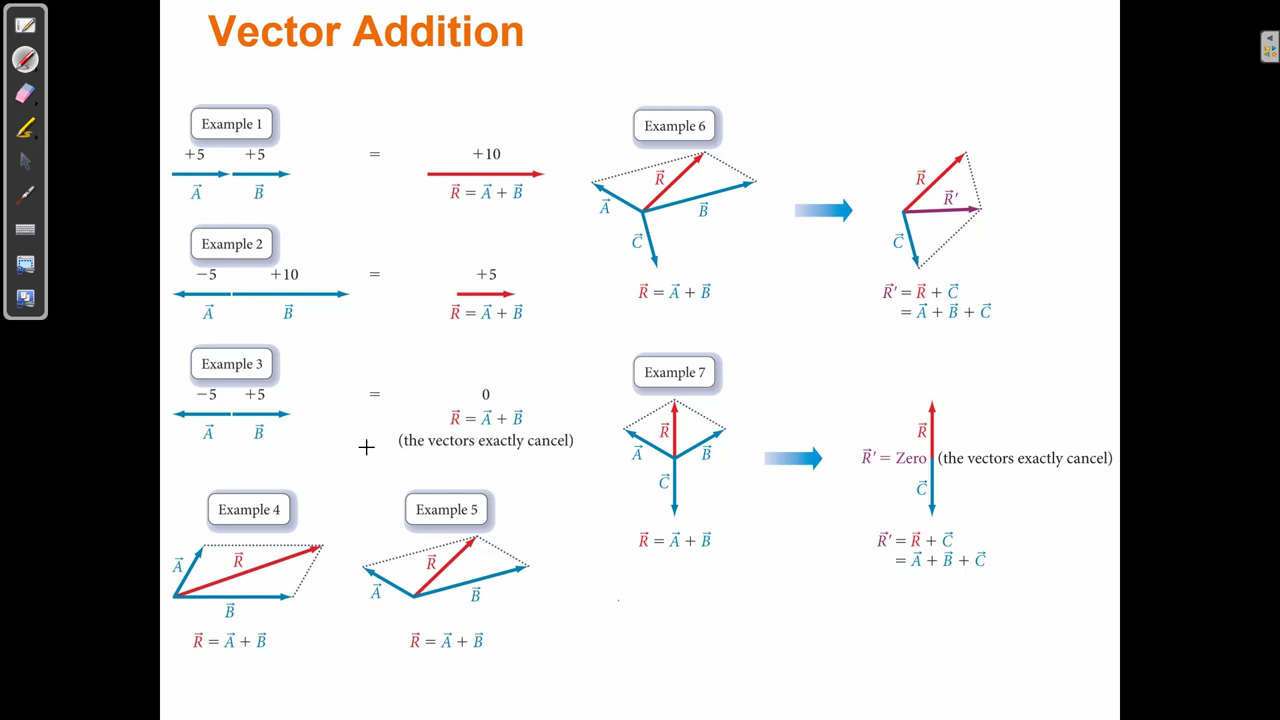 Vector Addition
Example 1
+5 +5 = +10
A⃗ B⃗ R⃗ = A⃗ + B⃗
Example 2
−5 +10 = +5
A⃗ B⃗ R⃗ = A⃗ + B⃗
Example 3
−5 +5 = 0
A⃗ B⃗ R⃗ = A⃗ + B⃗
(the vectors exactly cancel)
Example 4
A⃗ R⃗
B⃗
R⃗ = A⃗ + B⃗
Example 5
R⃗
A⃗ B⃗
R⃗ = A⃗ + B⃗
Example 6
R⃗
A⃗ B⃗
C⃗
R⃗ = A⃗ + B⃗
R⃗
R⃗′
C⃗
R⃗′ = R⃗ + C⃗
= A⃗ + B⃗ + C⃗
Example 7
R⃗
A⃗ B⃗
C⃗
R⃗ = A⃗ + B⃗
R⃗
R⃗′ = Zero (the vectors exactly cancel)
C⃗
R⃗′ = R⃗ + C⃗
= A⃗ + B⃗ + C⃗